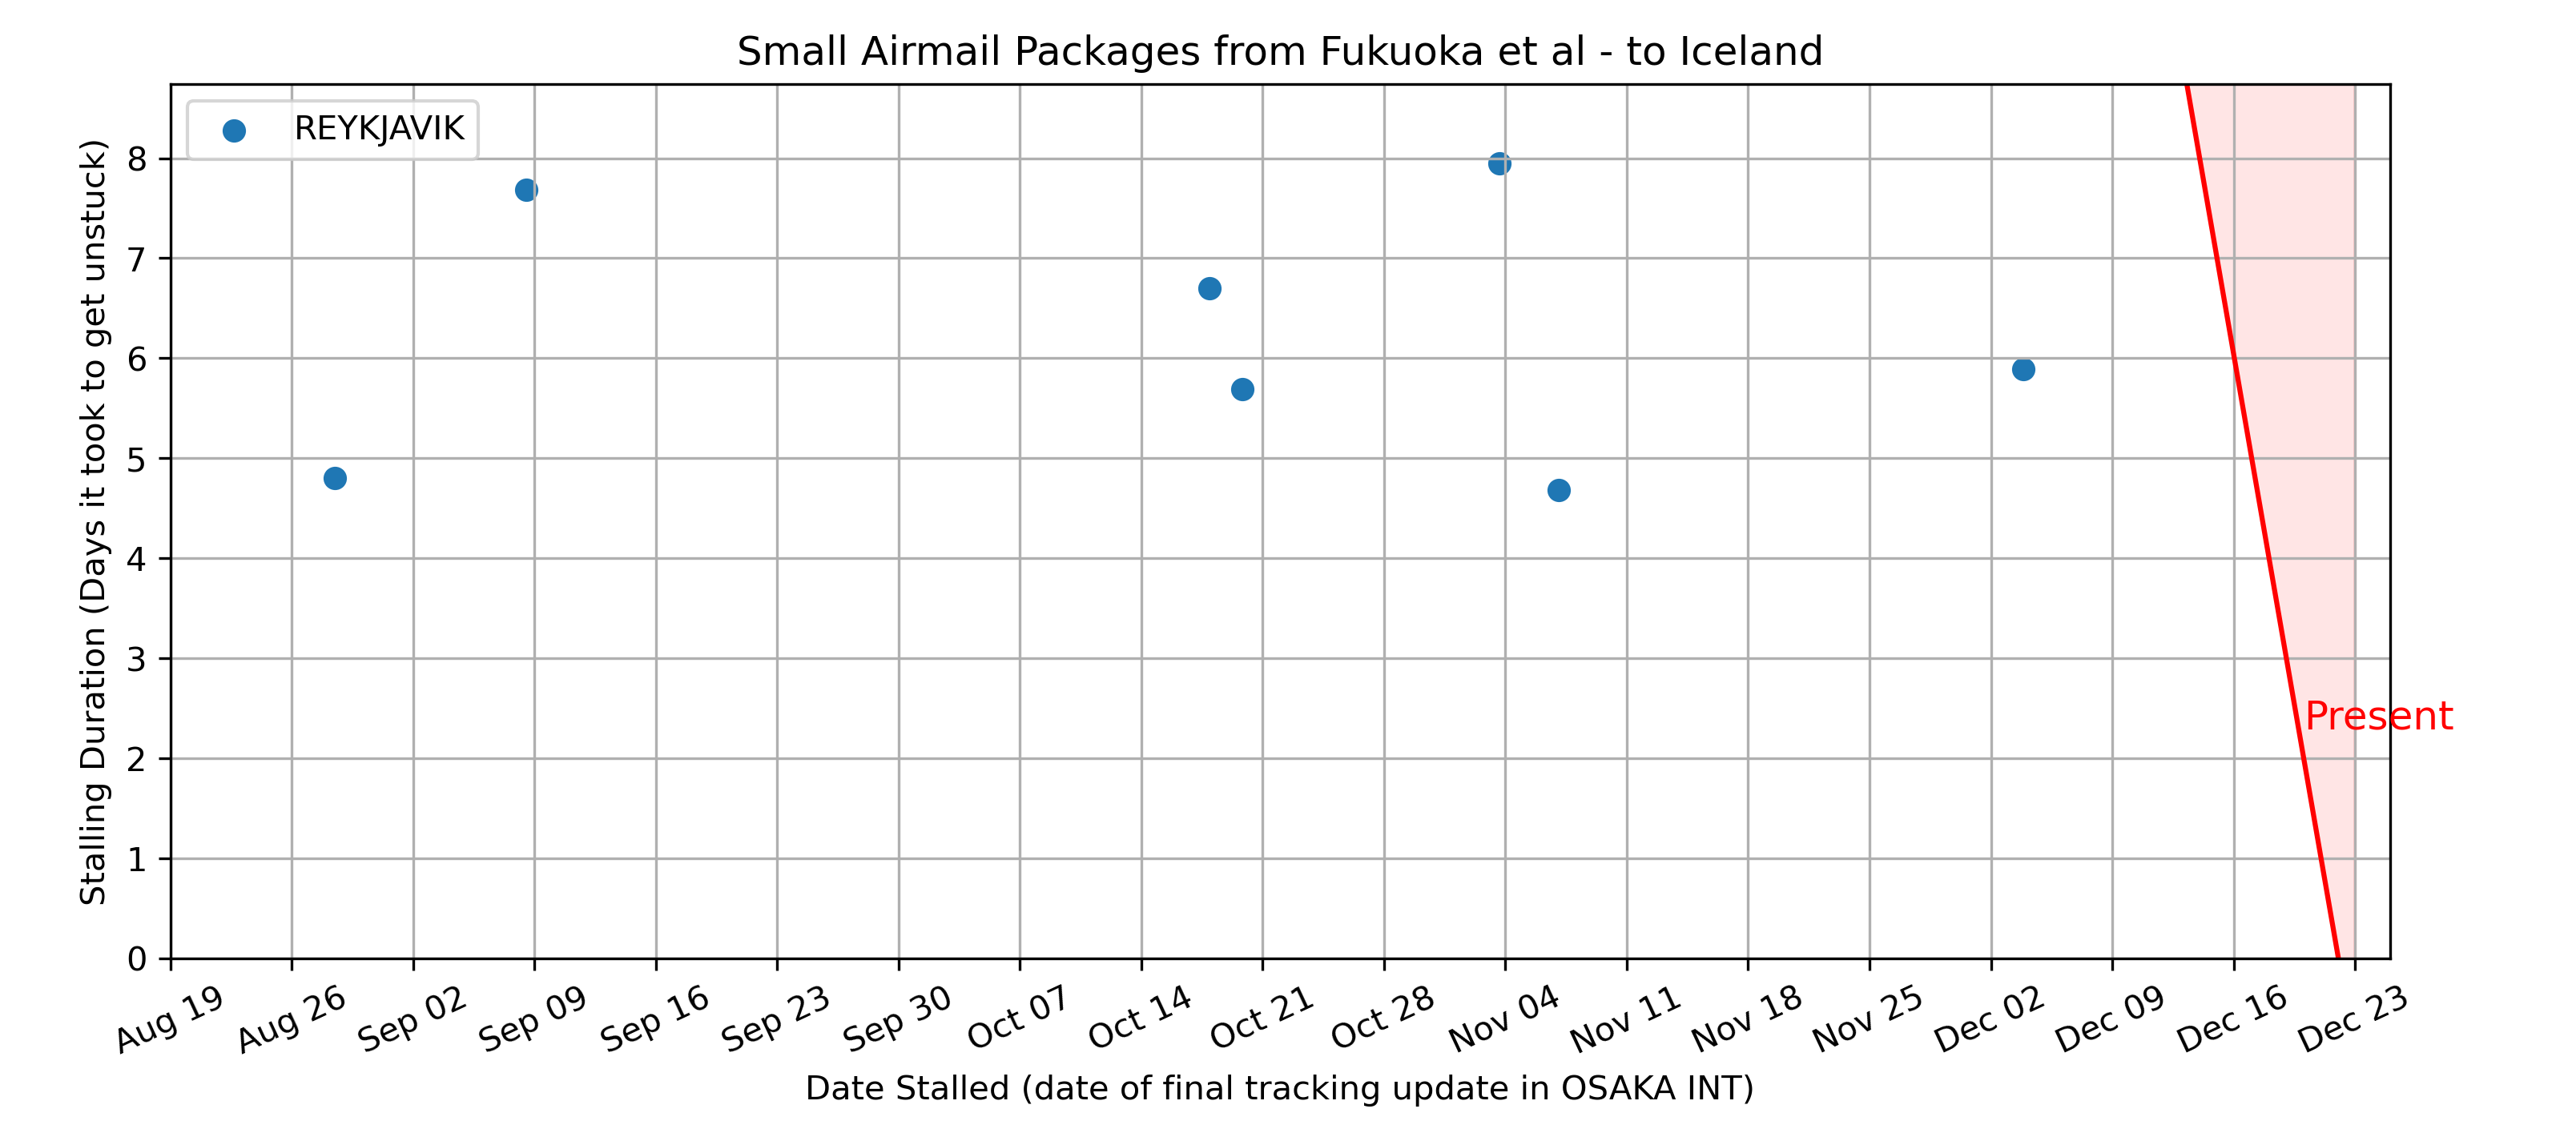 Small Airmail Packages from Fukuoka et al - to Iceland
REYKJAVIK
Stalling Duration (Days it took to get unstuck)
8
7
6
5
4
3
2
1
0
Present
Aug 19
Aug 26
Sep 02
Sep 09
Sep 16
Sep 23
Sep 30
Oct 07
Oct 14
Oct 21
Oct 28
Nov 04
Nov 11
Nov 18
Nov 25
Dec 02
Dec 09
Dec 16
Dec 23
Date Stalled (date of final tracking update in OSAKA INT)